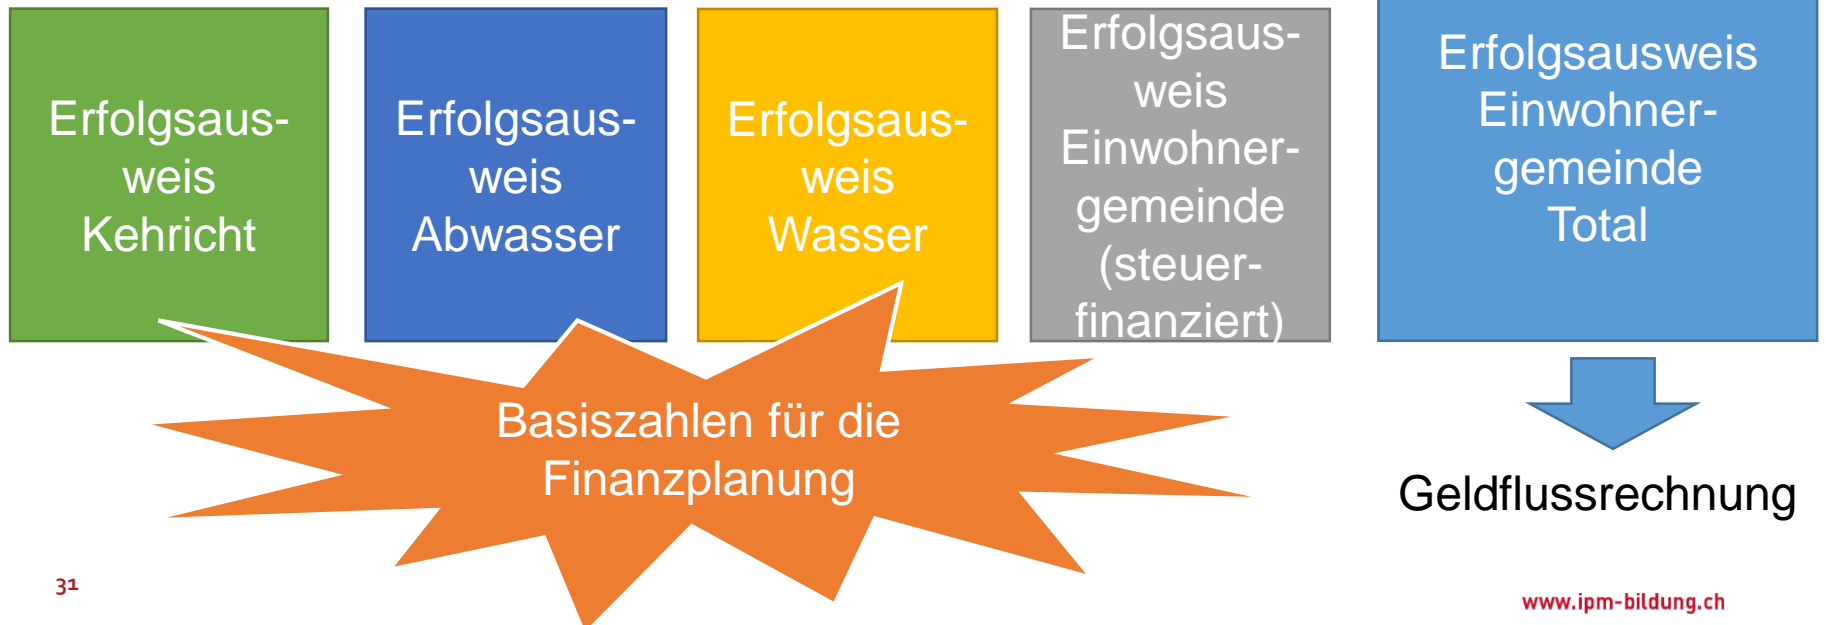 Erfolgsaus-
weis
Kehricht
Erfolgsaus-
weis
Abwasser
Erfolgsaus-
weis
Wasser
Erfolgsaus-
weis
Einwohner-
gemeinde
(steuer-
finanziert)
Erfolgsausweis
Einwohner-
gemeinde
Total
Basiszahlen für die
Finanzplanung
Geldflussrechnung
31
www.ipm-bildung.ch